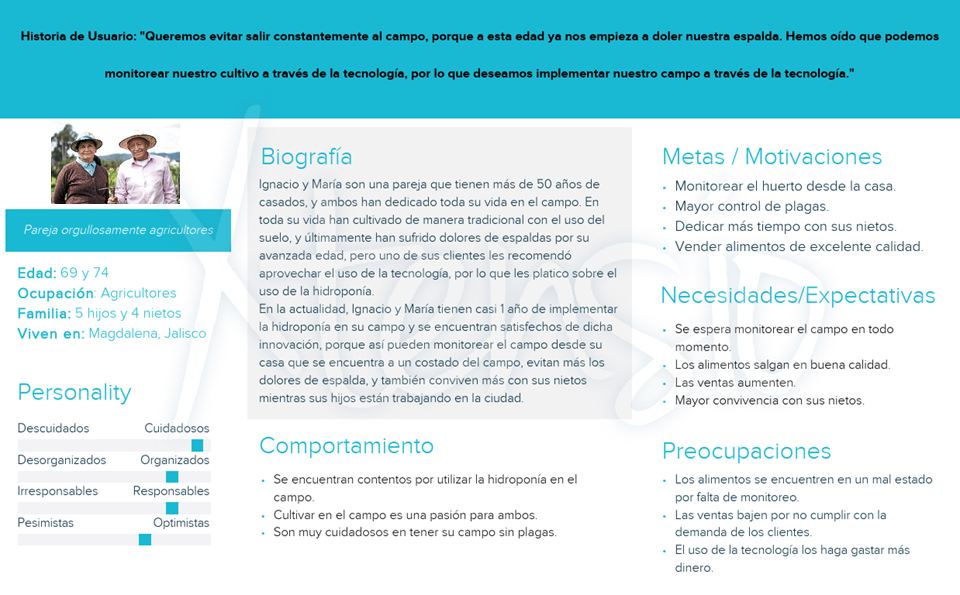 Historia de Usuario: "Queremos evitar salir constantemente al campo, porque a esta edad ya nos empieza a doler nuestra espalda. Hemos oído que podemos
monitorear nuestro cultivo a través de la tecnología, por lo que deseamos implementar nuestro campo a través de la tecnología."
Pareja orgullosamente agricultores
Edad: 69 y 74
Ocupación: Agricultores
Familia: 5 hijos y 4 nietos
Viven en: Magdalena, Jalisco
Personality
Descuidados Cuidadosos
Desorganizados Organizados
Irresponsables Responsables
Pesimistas Optimistas
Biografía
Ignacio y María son una pareja que tienen más de 50 años de
casados, y ambos han dedicado toda su vida en el campo. En
toda su vida han cultivado de manera tradicional con el uso del
suelo, y últimamente han sufrido dolores de espaldas por su
avanzada edad, pero uno de sus clientes les recomendó
aprovechar el uso de la tecnología, por lo que les platico sobre el
uso de la hidroponía.
En la actualidad, Ignacio y María tienen casi 1 año de implementar
la hidroponía en su campo y se encuentran satisfechos de dicha
innovación, porque así pueden monitorear el campo desde su
casa que se encuentra a un costado del campo, evitan más los
dolores de espalda, y también conviven más con sus nietos
mientras sus hijos están trabajando en la ciudad.
Comportamiento
Se encuentran contentos por utilizar la hidroponía en el
campo.
Cultivar en el campo es una pasión para ambos.
Son muy cuidadosos en tener su campo sin plagas.
Metas / Motivaciones
Monitorear el huerto desde la casa.
Mayor control de plagas.
Dedicar más tiempo con sus nietos.
Vender alimentos de excelente calidad.
Necesidades/Expectativas
Se espera monitorear el campo en todo
momento.
Los alimentos salgan en buena calidad.
Las ventas aumenten.
Mayor convivencia con sus nietos.
Preocupaciones
Los alimentos se encuentren en un mal estado
por falta de monitoreo.
Las ventas bajen por no cumplir con la
demanda de los clientes.
El uso de la tecnología los haga gastar más
dinero.